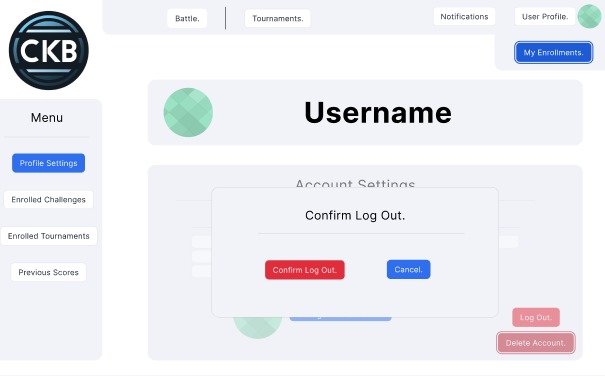 CKB
Battle.
Tournaments.
Notifications
User Profile.
My Enrollments.
Menu
Profile Settings
Enrolled Challenges
Enrolled Tournaments
Previous Scores
Username
Account Settings
Confirm Log Out.
Confirm Log Out.
Cancel.
Log Out.
Delete Account.